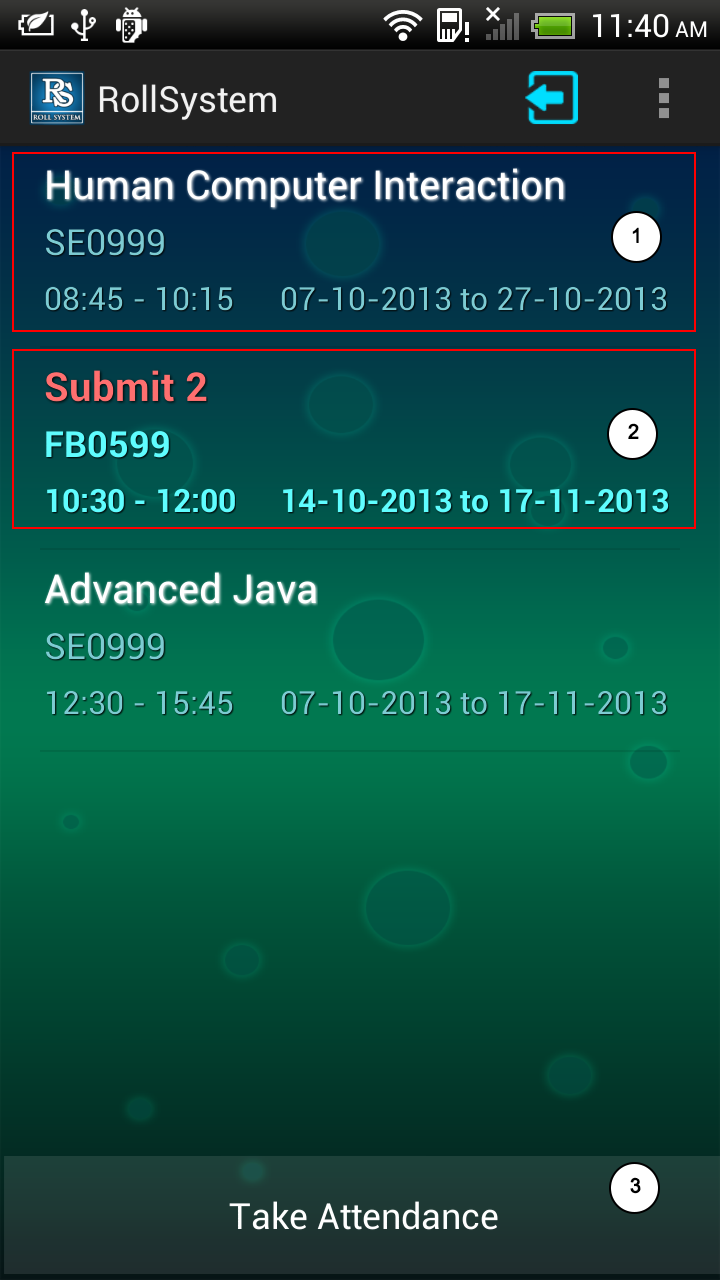 11:40 AM
RS
ROLL SYSTEM
RollSystem
Human Computer Interaction
SE0999
1
08:45 - 10:15 07-10-2013 to 27-10-2013
Submit 2
FB0599
2
10:30 - 12:00 14-10-2013 to 17-11-2013
Advanced Java
SE0999
12:30 - 15:45 07-10-2013 to 17-11-2013
3
Take Attendance